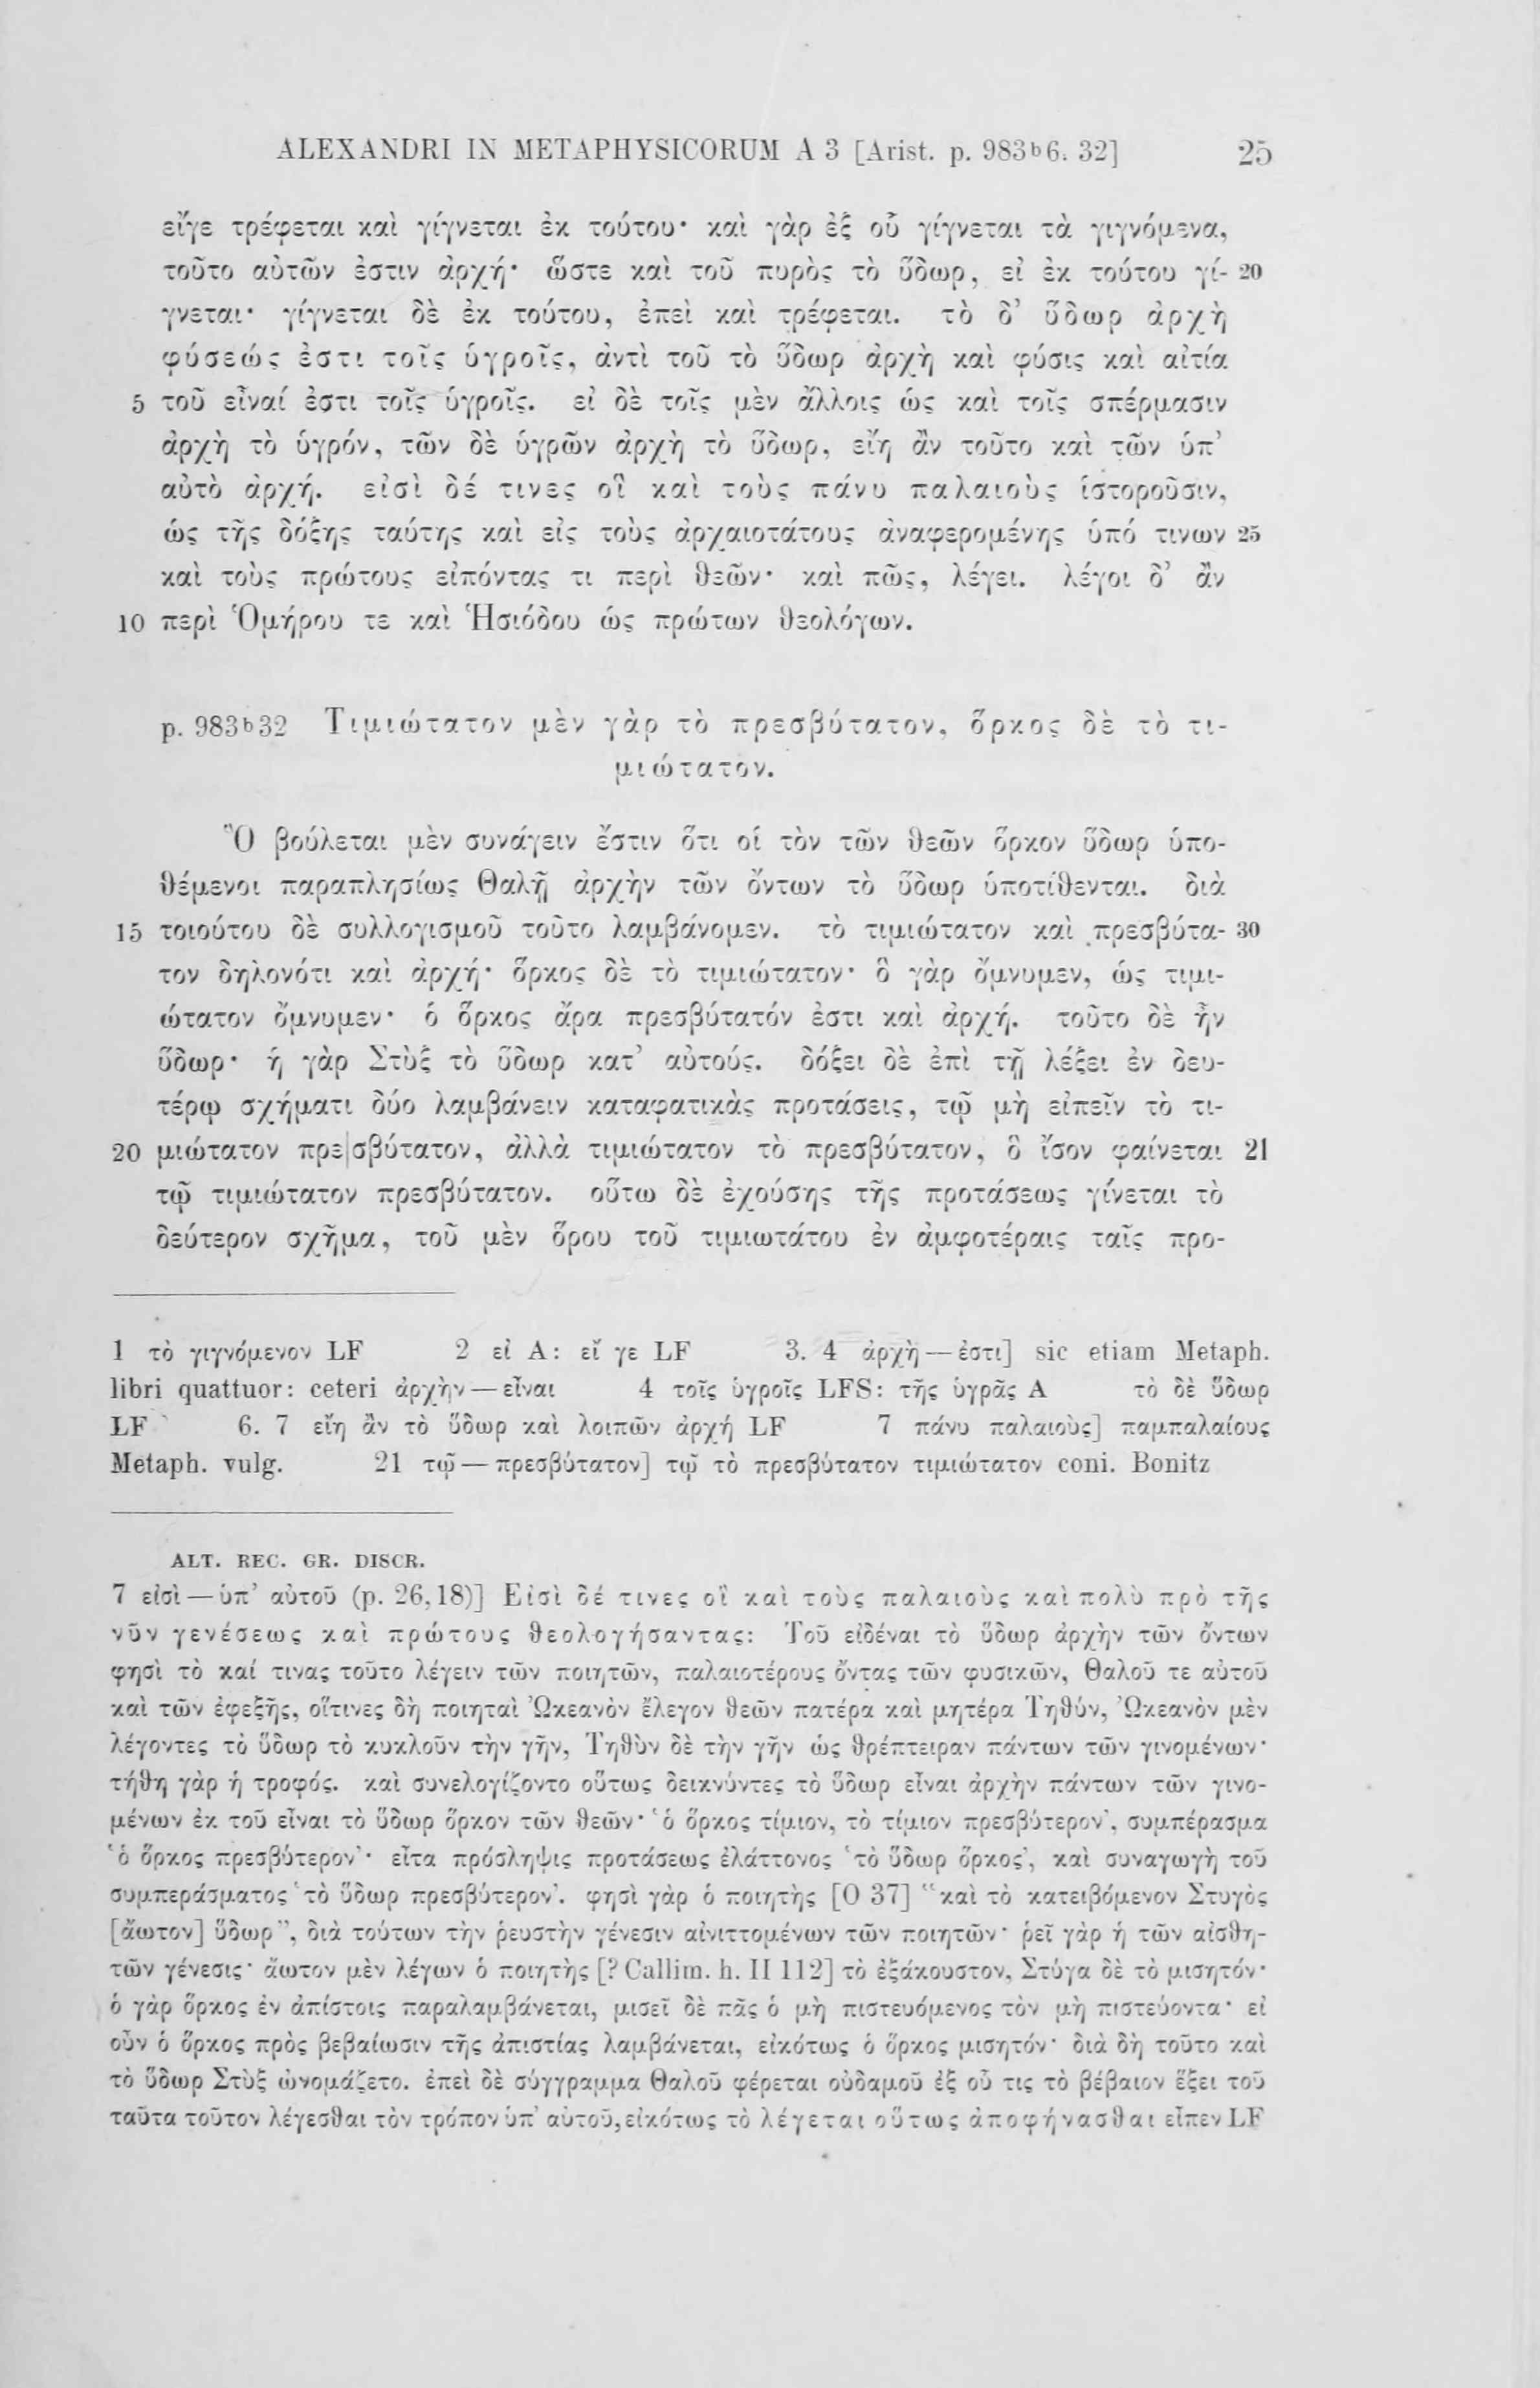 ALEXANDRI IN METAPHYSICORUM A 3 [Arist. p. 983ᵇ6. 32] 25
εἴγε τρέφεται καὶ γίγνεται ἐκ τούτου· καὶ γὰρ ἐξ οὗ γίγνεται τὰ γιγνόμενα,
τοῦτο αὐτῶν ἐστιν ἀρχή· ὥστε καὶ τοῦ πυρὸς τὸ ὕδωρ, εἰ ἐκ τούτου γί- 20
γνεται· γίγνεται δὲ ἐκ τούτου, ἐπεὶ καὶ τρέφεται. τὸ δ’ ὕδωρ ἀρχὴ
φύσεώς ἐστι τοῖς ὑγροῖς, ἀντὶ τοῦ τὸ ὕδωρ ἀρχὴ καὶ φύσις καὶ αἰτία
5 τοῦ εἶναί ἐστι τοῖς ὑγροῖς. εἰ δὲ τοῖς μὲν ἄλλοις ὡς καὶ τοῖς σπέρμασιν
ἀρχὴ τὸ ὑγρόν, τῶν δὲ ὑγρῶν ἀρχὴ τὸ ὕδωρ, εἴη ἂν τοῦτο καὶ τῶν ὑπ’
αὐτὸ ἀρχή. εἰσὶ δέ τινες οἳ καὶ τοὺς πάνυ παλαιοὺς ἱστοροῦσιν,
ὡς τῆς δόξης ταύτης καὶ εἰς τοὺς ἀρχαιοτάτους ἀναφερομένης ὑπό τινων 25
καὶ τοὺς πρώτους εἰπόντας τι περὶ θεῶν· καὶ πῶς, λέγει. λέγοι δ’ ἂν
10 περὶ Ὁμήρου τε καὶ Ἡσιόδου ὡς πρώτων θεολόγων.
p. 983ᵇ32 Τιμιώτατον μὲν γὰρ τὸ πρεσβύτατον, ὅρκος δὲ τὸ τι-
μιώτατον.
Ὃ βούλεται μὲν συνάγειν ἔστιν ὅτι οἱ τὸν τῶν θεῶν ὅρκον ὕδωρ ὑπο-
θέμενοι παραπλησίως Θαλῇ ἀρχὴν τῶν ὄντων τὸ ὕδωρ ὑποτίθενται. διὰ
15 τοιούτου δὲ συλλογισμοῦ τοῦτο λαμβάνομεν. τὸ τιμιώτατον καὶ πρεσβύτα- 30
τον δηλονότι καὶ ἀρχή· ὅρκος δὲ τὸ τιμιώτατον· ὃ γὰρ ὄμνυμεν, ὡς τιμι-
ώτατον ὄμνυμεν· ὁ ὅρκος ἄρα πρεσβύτατόν ἐστι καὶ ἀρχή. τοῦτο δὲ ἦν
ὕδωρ· ἡ γὰρ Στὺξ τὸ ὕδωρ κατ’ αὐτούς. δόξει δὲ ἐπὶ τῇ λέξει ἐν δευ-
τέρῳ σχήματι δύο λαμβάνειν καταφατικὰς προτάσεις, τῷ μὴ εἰπεῖν τὸ τι-
20 μιώτατον πρε|σβύτατον, ἀλλὰ τιμιώτατον τὸ πρεσβύτατον, ὃ ἴσον φαίνεται 21
τῷ τιμιώτατον πρεσβύτατον. οὕτω δὲ ἐχούσης τῆς προτάσεως γίνεται τὸ
δεύτερον σχῆμα, τοῦ μὲν ὅρου τοῦ τιμιωτάτου ἐν ἀμφοτέραις ταῖς προ-
1 τὸ γιγνόμενον LF 2 εἰ A: εἴ γε LF 3. 4 ἀρχὴ — ἐστι] sic etiam Metaph.
libri quattuor: ceteri ἀρχὴν — εἶναι 4 τοῖς ὑγροῖς LFS: τῆς ὑγρᾶς A τὸ δὲ ὕδωρ
LF 6. 7 εἴη ἂν τὸ ὕδωρ καὶ λοιπῶν ἀρχή LF 7 πάνυ παλαιοὺς] παμπαλαίους
Metaph. vulg. 21 τῷ — πρεσβύτατον] τῷ τὸ πρεσβύτατον τιμιώτατον coni. Bonitz
ALT. REC. GR. DISCR.
7 εἰσὶ — ὑπ’ αὐτοῦ (p. 26,18)] Εἰσὶ δέ τινες οἳ καὶ τοὺς παλαιοὺς καὶ πολὺ πρὸ τῆς
νῦν γενέσεως καὶ πρώτους θεολογήσαντας: Τοῦ εἰδέναι τὸ ὕδωρ ἀρχὴν τῶν ὄντων
φησὶ τὸ καί τινας τοῦτο λέγειν τῶν ποιητῶν, παλαιοτέρους ὄντας τῶν φυσικῶν, Θαλοῦ τε αὐτοῦ
καὶ τῶν ἐφεξῆς, οἵτινες δὴ ποιηταὶ Ὠκεανὸν ἔλεγον θεῶν πατέρα καὶ μητέρα Τηθύν, Ὠκεανὸν μὲν
λέγοντες τὸ ὕδωρ τὸ κυκλοῦν τὴν γῆν, Τηθὺν δὲ τὴν γῆν ὡς θρέπτειραν πάντων τῶν γινομένων·
τήθη γὰρ ἡ τροφός. καὶ συνελογίζοντο οὕτως δεικνύντες τὸ ὕδωρ εἶναι ἀρχὴν πάντων τῶν γινο-
μένων ἐκ τοῦ εἶναι τὸ ὕδωρ ὅρκον τῶν θεῶν· ‘ὁ ὅρκος τίμιον, τὸ τίμιον πρεσβύτερον’, συμπέρασμα
‘ὁ ὅρκος πρεσβύτερον’· εἶτα πρόσληψις προτάσεως ἐλάττονος ‘τὸ ὕδωρ ὅρκος’, καὶ συναγωγὴ τοῦ
συμπεράσματος ‘τὸ ὕδωρ πρεσβύτερον’. φησὶ γὰρ ὁ ποιητὴς [Ο 37] “καὶ τὸ κατειβόμενον Στυγὸς
[ἄωτον] ὕδωρ”, διὰ τούτων τὴν ῥευστὴν γένεσιν αἰνιττομένων τῶν ποιητῶν· ῥεῖ γὰρ ἡ τῶν αἰσθη-
τῶν γένεσις· ἄωτον μὲν λέγων ὁ ποιητὴς [? Callim. h. II 112] τὸ ἐξάκουστον, Στύγα δὲ τὸ μισητόν·
ὁ γὰρ ὅρκος ἐν ἀπίστοις παραλαμβάνεται, μισεῖ δὲ πᾶς ὁ μὴ πιστευόμενος τὸν μὴ πιστεύοντα· εἰ
οὖν ὁ ὅρκος πρὸς βεβαίωσιν τῆς ἀπιστίας λαμβάνεται, εἰκότως ὁ ὅρκος μισητόν· διὰ δὴ τοῦτο καὶ
τὸ ὕδωρ Στὺξ ὠνομάζετο. ἐπεὶ δὲ σύγγραμμα Θαλοῦ φέρεται οὐδαμοῦ ἐξ οὗ τις τὸ βέβαιον ἕξει τοῦ
ταῦτα τοῦτον λέγεσθαι τὸν τρόπον ὑπ’ αὐτοῦ, εἰκότως τὸ λέγεται οὕτως ἀποφήνασθαι εἶπεν LF